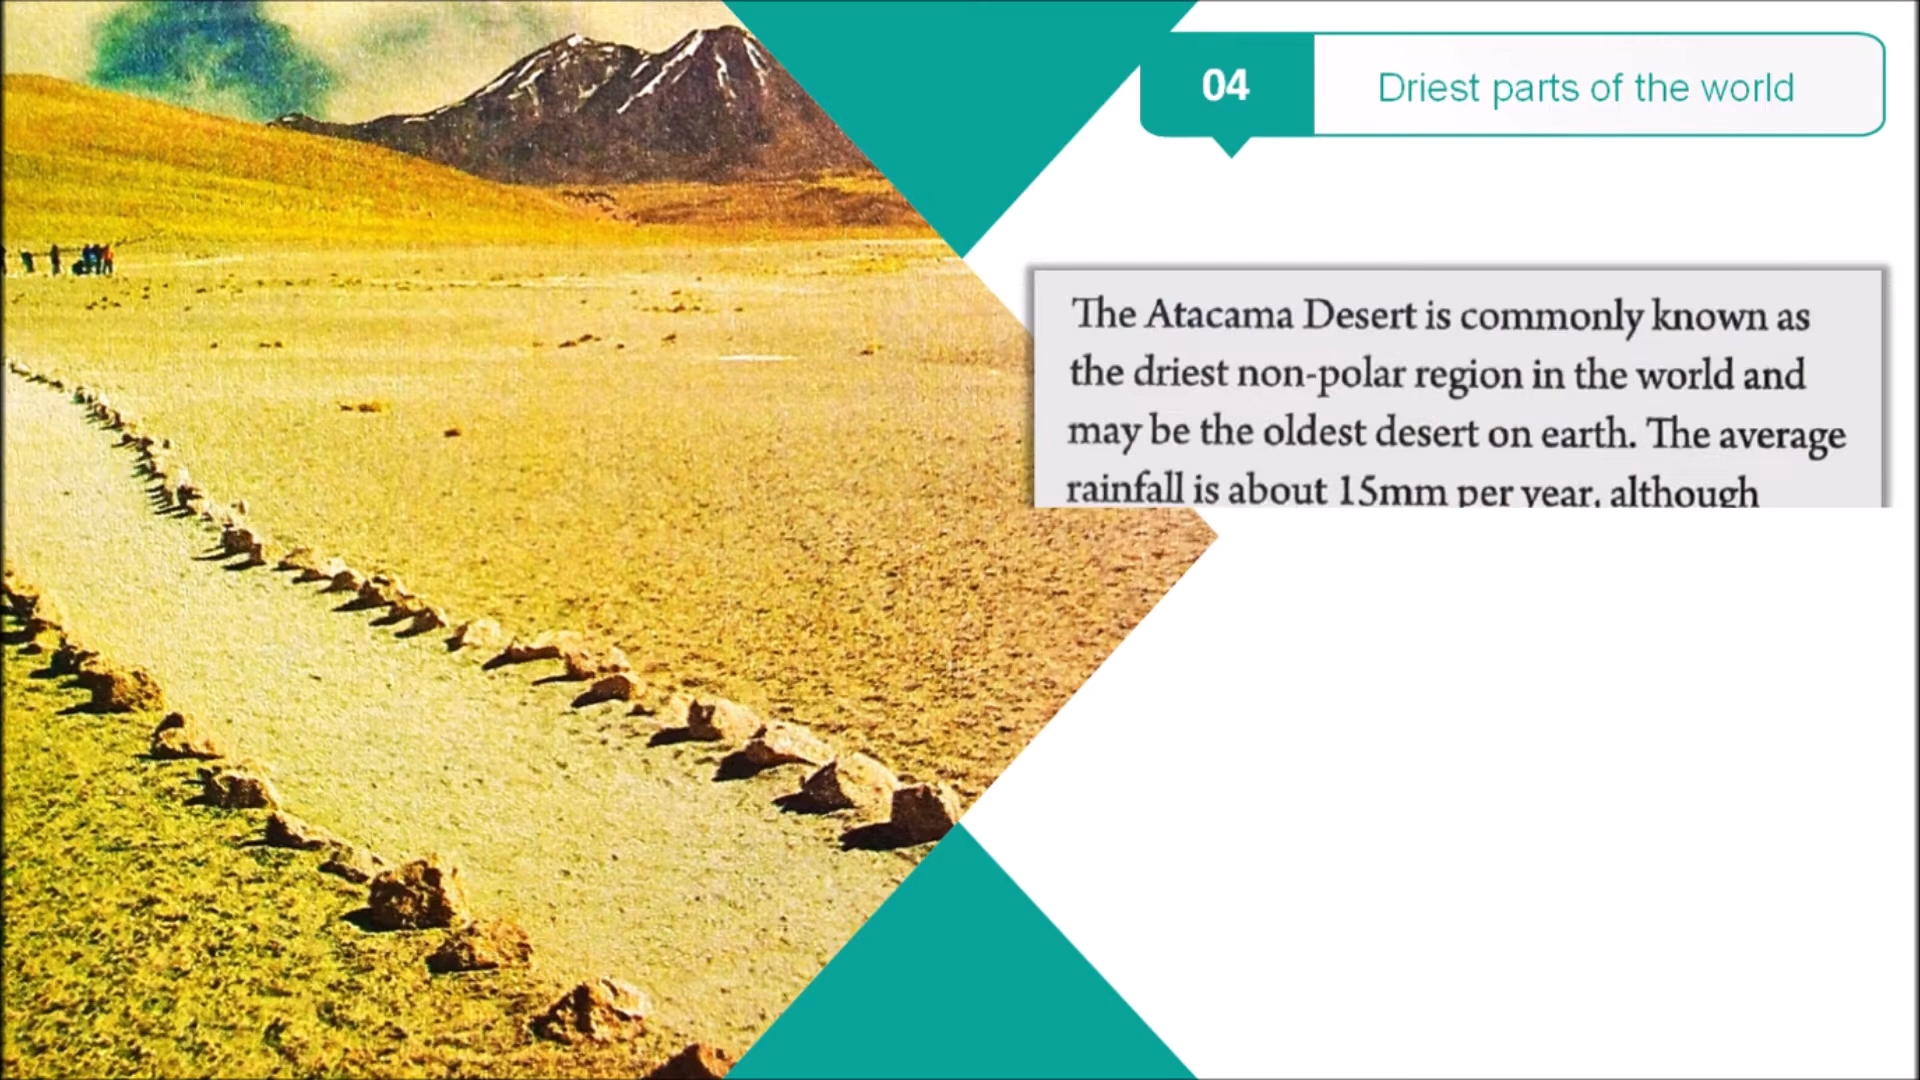 04
Driest parts of the world
The Atacama Desert is commonly known as
the driest non-polar region in the world and
may be the oldest desert on earth. The average
rainfall is about 15mm per year, although